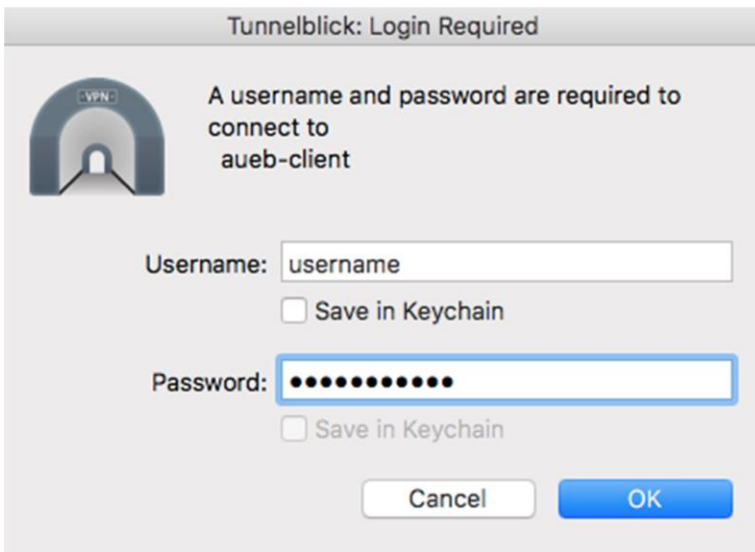 Tunnelblick: Login Required
VPN
A username and password are required to
connect to
aueb-client
Username: username
Save in Keychain
Password: •••••••••••
Save in Keychain
Cancel OK